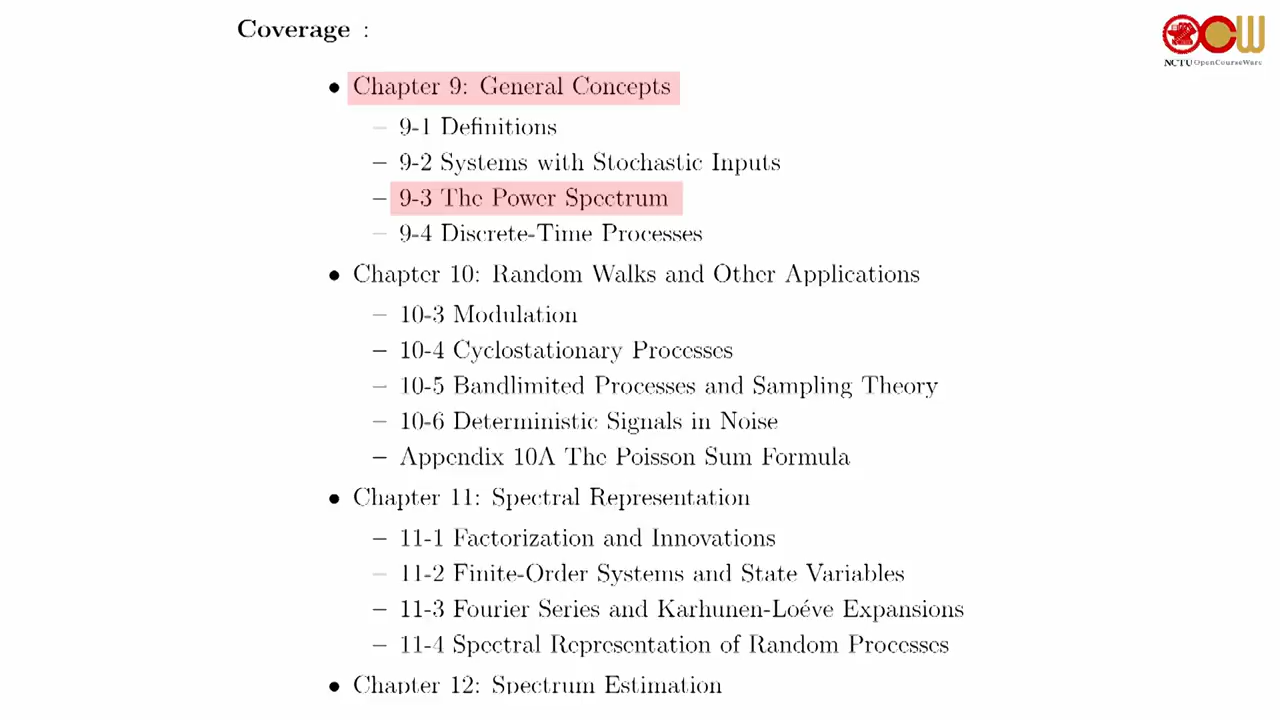 Coverage :
NCTU OpenCourseWare
• Chapter 9: General Concepts
– 9-1 Definitions
– 9-2 Systems with Stochastic Inputs
– 9-3 The Power Spectrum
– 9-4 Discrete-Time Processes
• Chapter 10: Random Walks and Other Applications
– 10-3 Modulation
– 10-4 Cyclostationary Processes
– 10-5 Bandlimited Processes and Sampling Theory
– 10-6 Deterministic Signals in Noise
– Appendix 10A The Poisson Sum Formula
• Chapter 11: Spectral Representation
– 11-1 Factorization and Innovations
– 11-2 Finite-Order Systems and State Variables
– 11-3 Fourier Series and Karhunen-Loéve Expansions
– 11-4 Spectral Representation of Random Processes
• Chapter 12: Spectrum Estimation